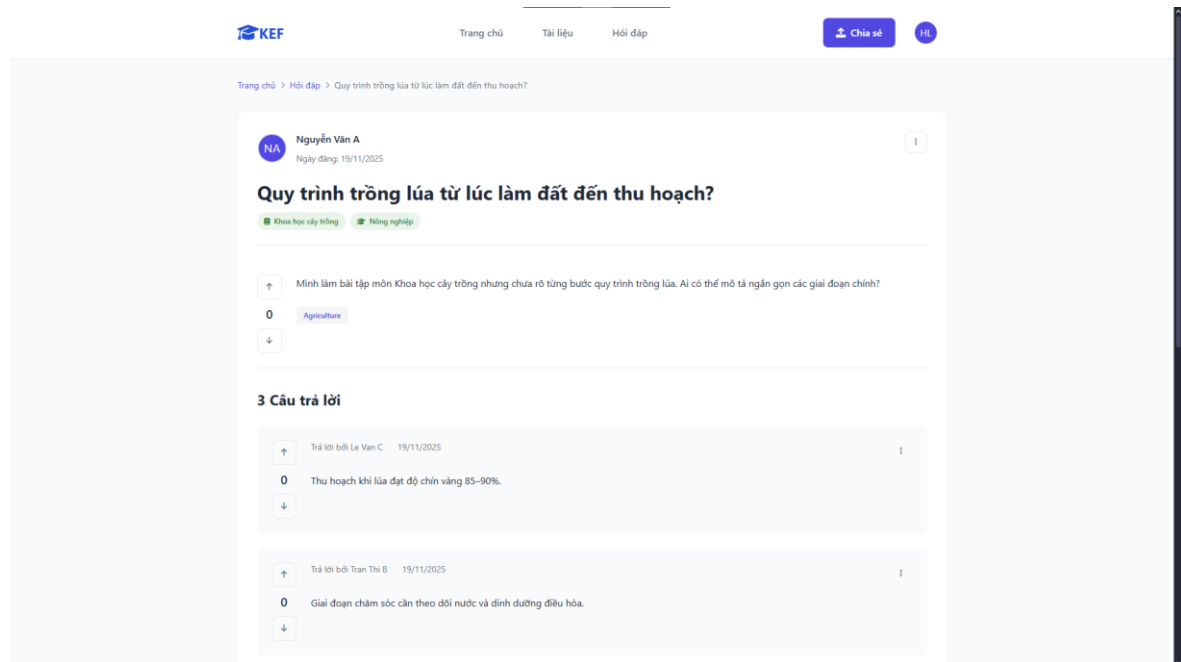 KEF
Trang chủ
Tài liệu
Hỏi đáp
Chia sẻ
HL
Trang chủ > Hỏi đáp > Quy trình trồng lúa từ lúc làm đất đến thu hoạch?
NA
Nguyễn Văn A
Ngày đăng: 19/11/2025
Quy trình trồng lúa từ lúc làm đất đến thu hoạch?
Khoa học cây trồng
Nông nghiệp
Mình làm bài tập môn Khoa học cây trồng nhưng chưa rõ từng bước quy trình trồng lúa. Ai có thể mô tả ngắn gọn các giai đoạn chính?
0
Agriculture
3 Câu trả lời
Trả lời bởi Le Van C 19/11/2025
0
Thu hoạch khi lúa đạt độ chín vàng 85–90%.
Trả lời bởi Tran Thi B 19/11/2025
0
Giai đoạn chăm sóc cần theo dõi nước và dinh dưỡng điều hòa.